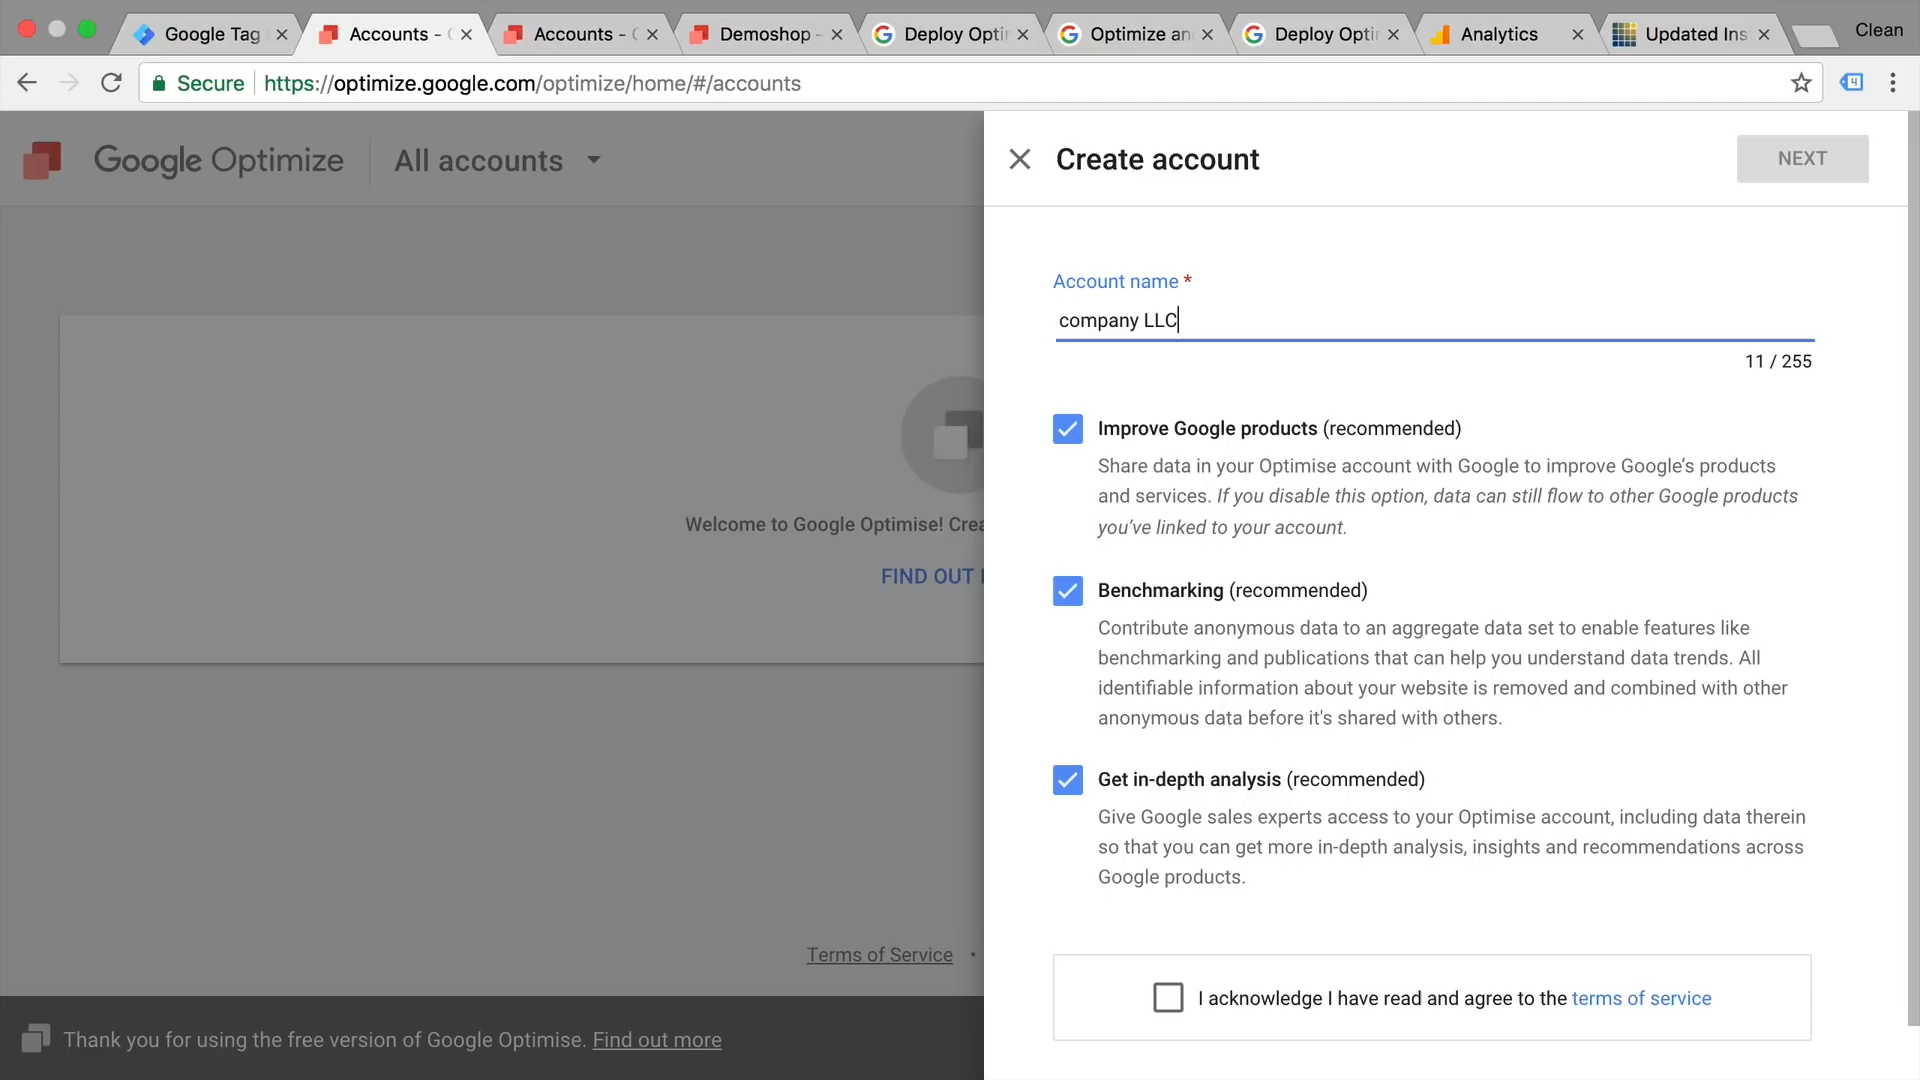 Google Tag
Accounts -
Accounts -
Demoshop -
Deploy Opti
Optimize an
Deploy Opti
Analytics
Updated Ins
Clean
Secure
https://optimize.google.com/optimize/home/#/accounts
Google Optimize
All accounts
Create account
NEXT
Account name *
company LLC
11 / 255
Improve Google products (recommended)
Share data in your Optimise account with Google to improve Google’s products
and services. If you disable this option, data can still flow to other Google products
you’ve linked to your account.
Benchmarking (recommended)
Contribute anonymous data to an aggregate data set to enable features like
benchmarking and publications that can help you understand data trends. All
identifiable information about your website is removed and combined with other
anonymous data before it's shared with others.
Get in-depth analysis (recommended)
Give Google sales experts access to your Optimise account, including data therein
so that you can get more in-depth analysis, insights and recommendations across
Google products.
I acknowledge I have read and agree to the terms of service
Welcome to Google Optimise! Crea
FIND OUT
Terms of Service •
Thank you for using the free version of Google Optimise. Find out more